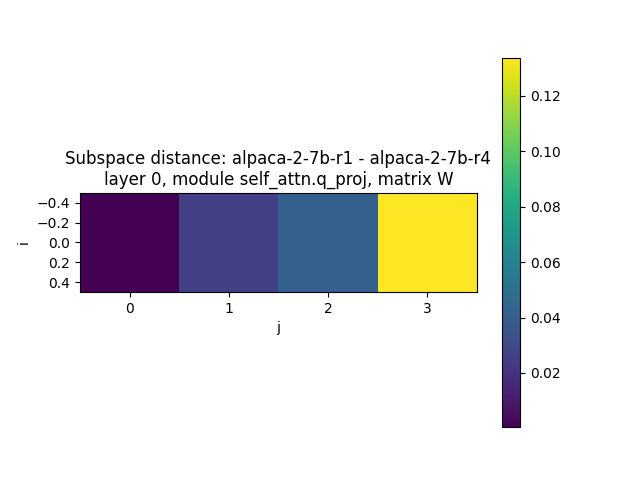 Subspace distance: alpaca-2-7b-r1 - alpaca-2-7b-r4
layer 0, module self_attn.q_proj, matrix W
−0.4
−0.2
0.0
0.2
0.4
i
0 1 2 3
j
0.12
0.10
0.08
0.06
0.04
0.02